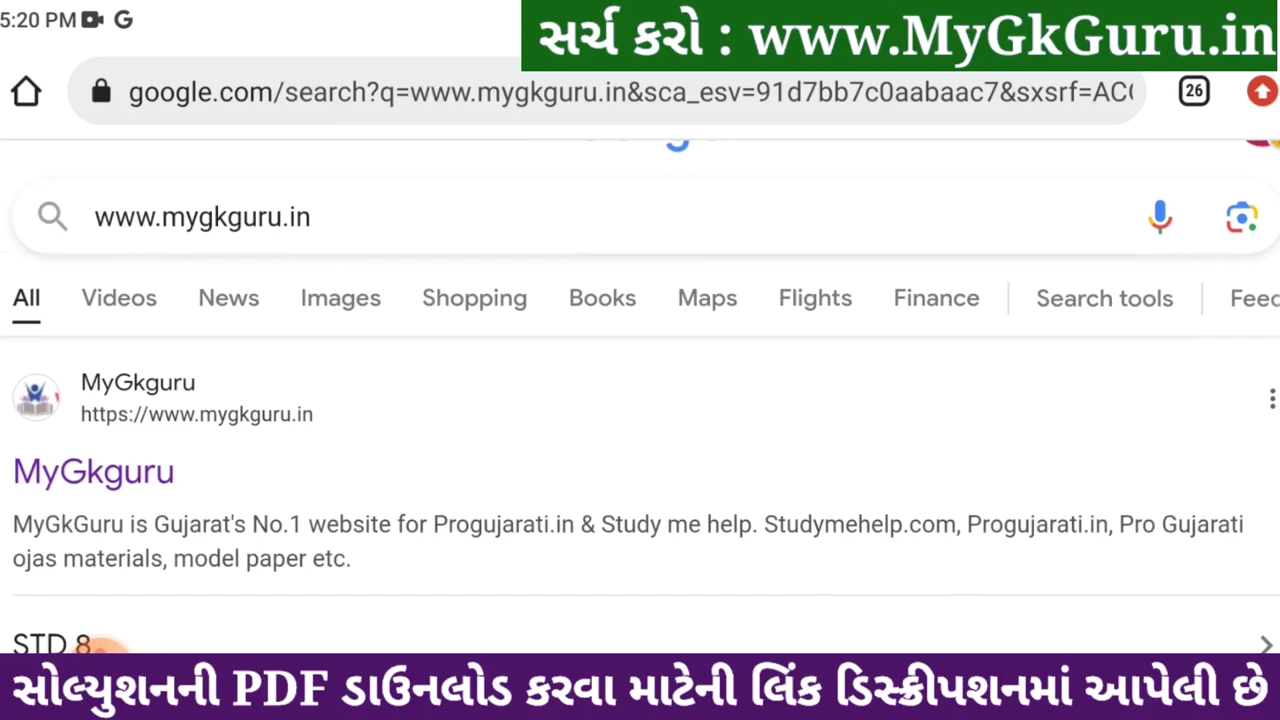 5:20 PM
સર્ચ કરો : www.MyGkGuru.in
google.com/search?q=www.mygkguru.in&sca_esv=91d7bb7c0aabaac7&sxsrf=AC
26
www.mygkguru.in
All Videos News Images Shopping Books Maps Flights Finance Search tools Feed
MyGkguru
https://www.mygkguru.in
MyGkguru
MyGkGuru is Gujarat's No.1 website for Progujarati.in & Study me help. Studymehelp.com, Progujarati.in, Pro Gujarati
ojas materials, model paper etc.
STD 8
સોલ્યુશનની PDF ડાઉનલોડ કરવા માટેની લિંક ડિસ્ક્રીપશનમાં આપેલી છે